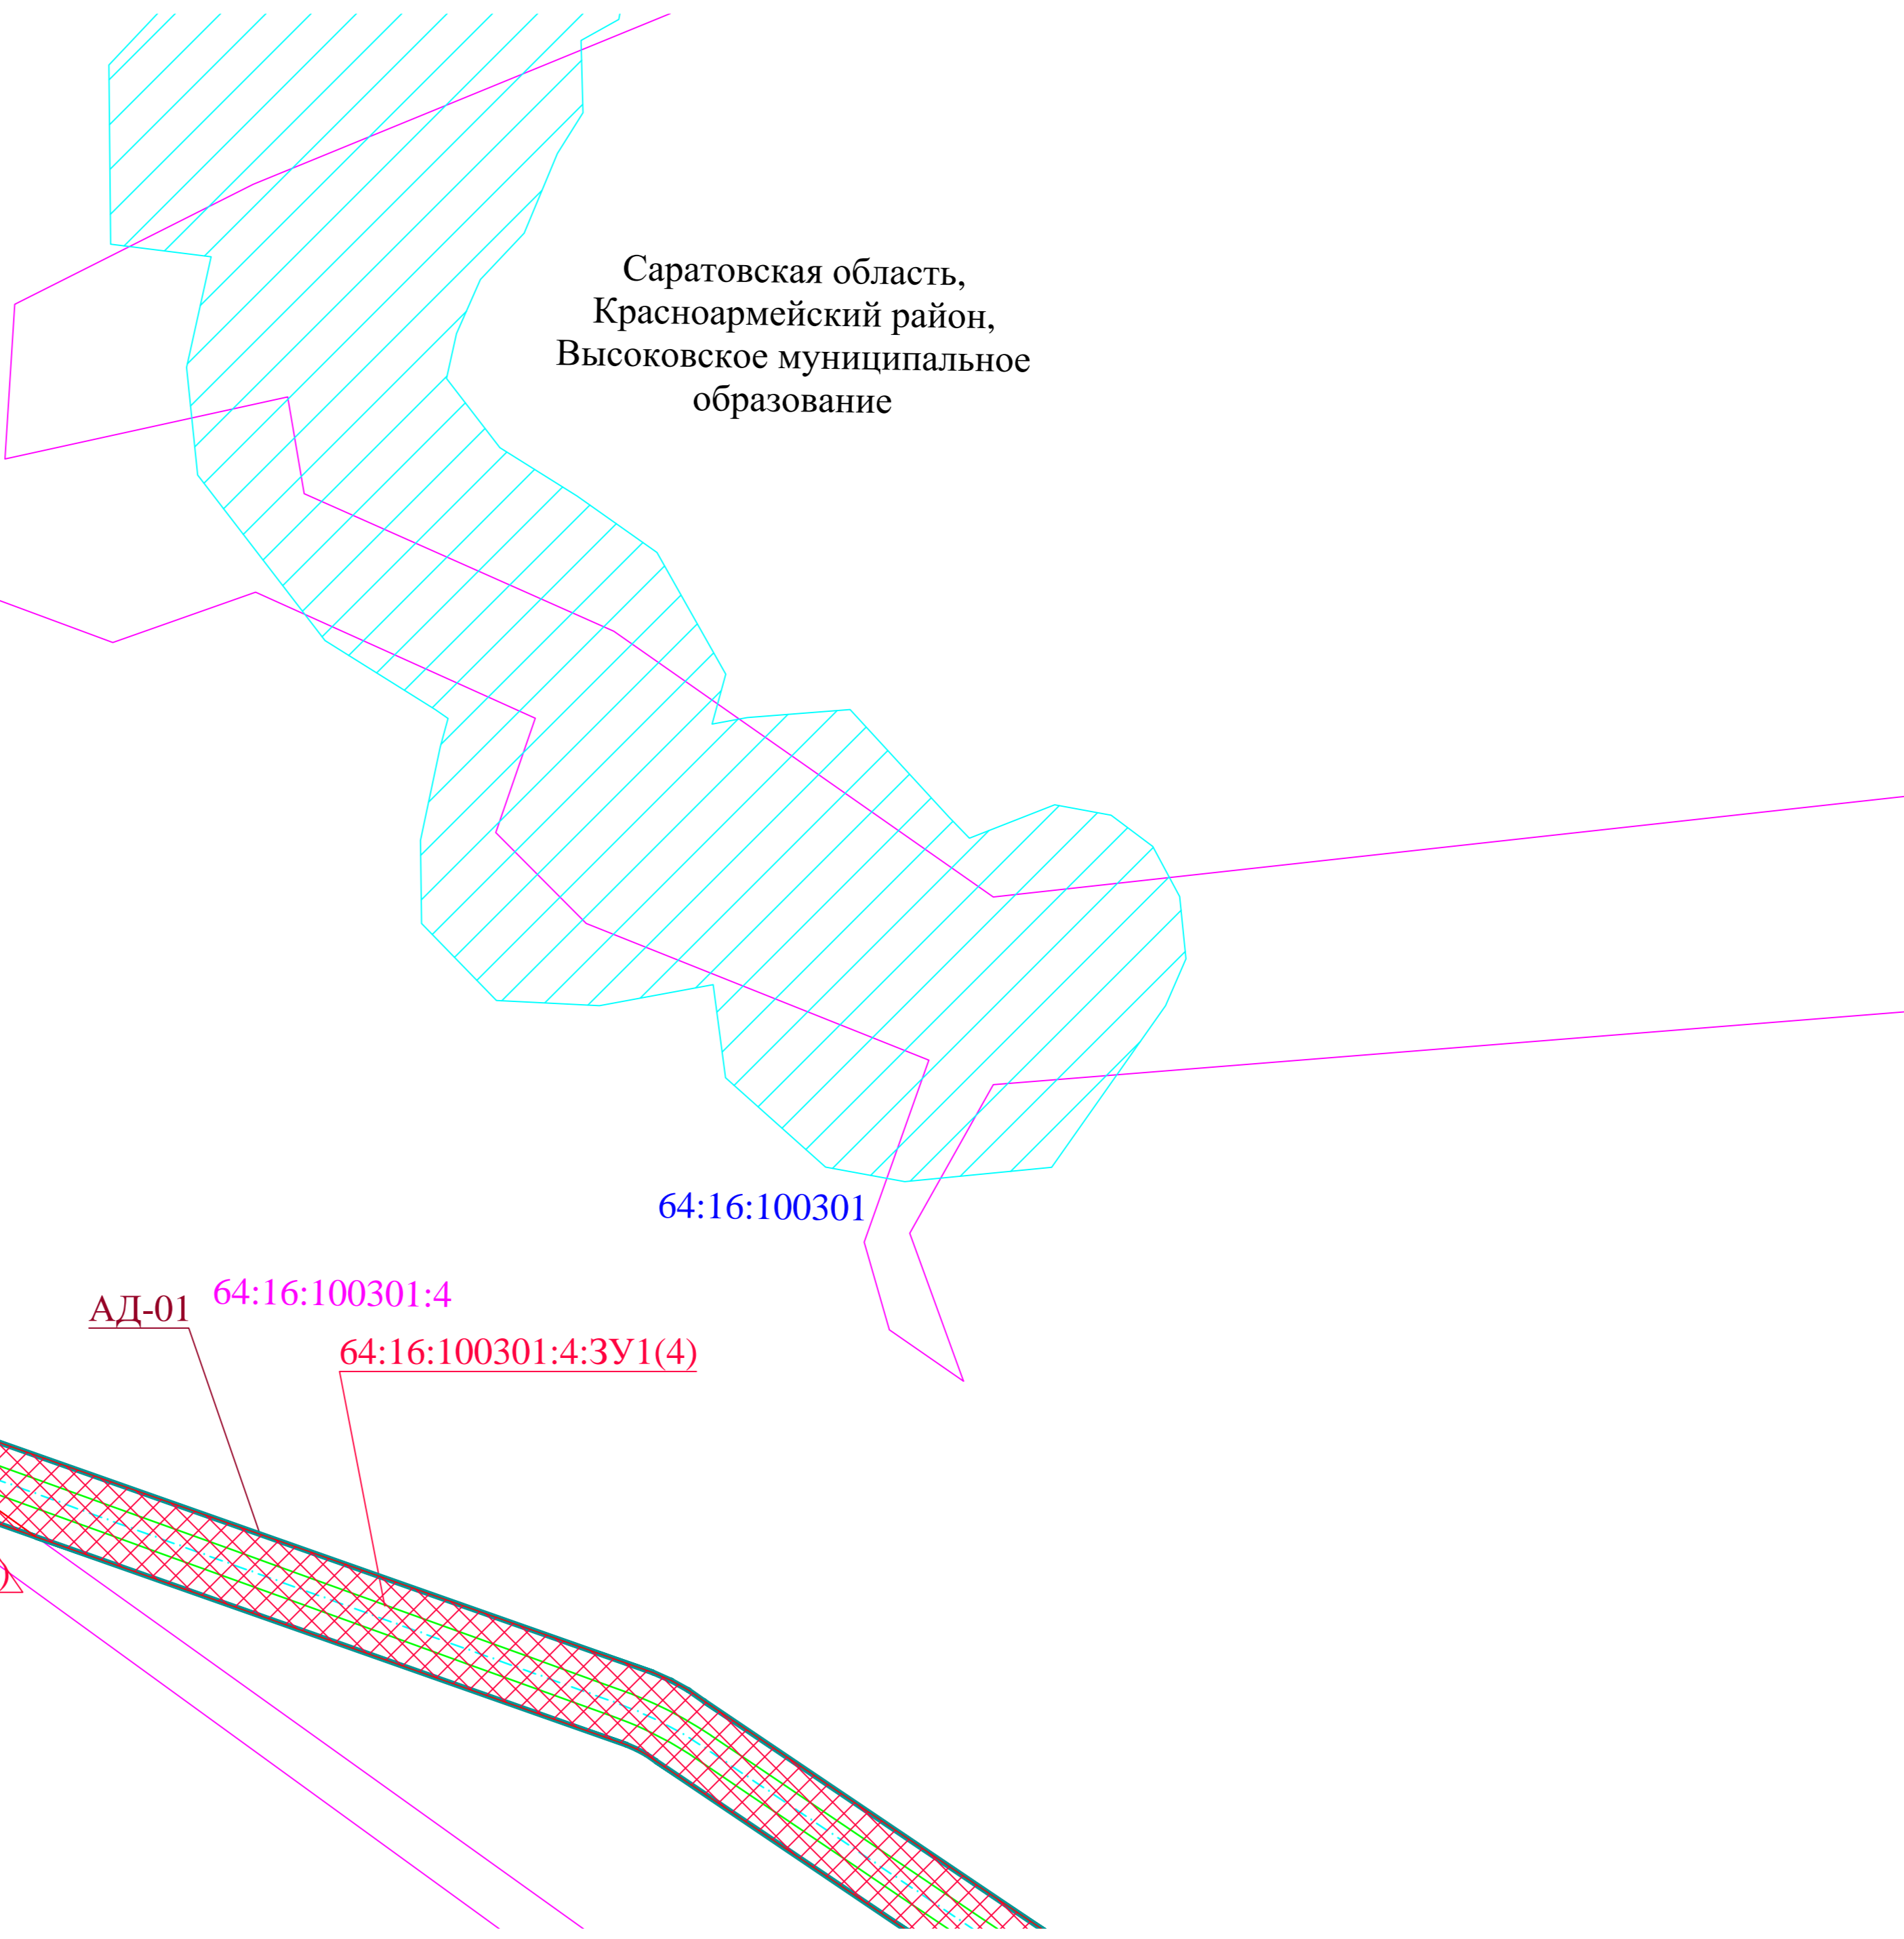 Саратовская область,
Красноармейский район,
Высоковское муниципальное
образование
64:16:100301
64:16:100301:4
АД-01
64:16:100301:4:ЗУ1(4)
)